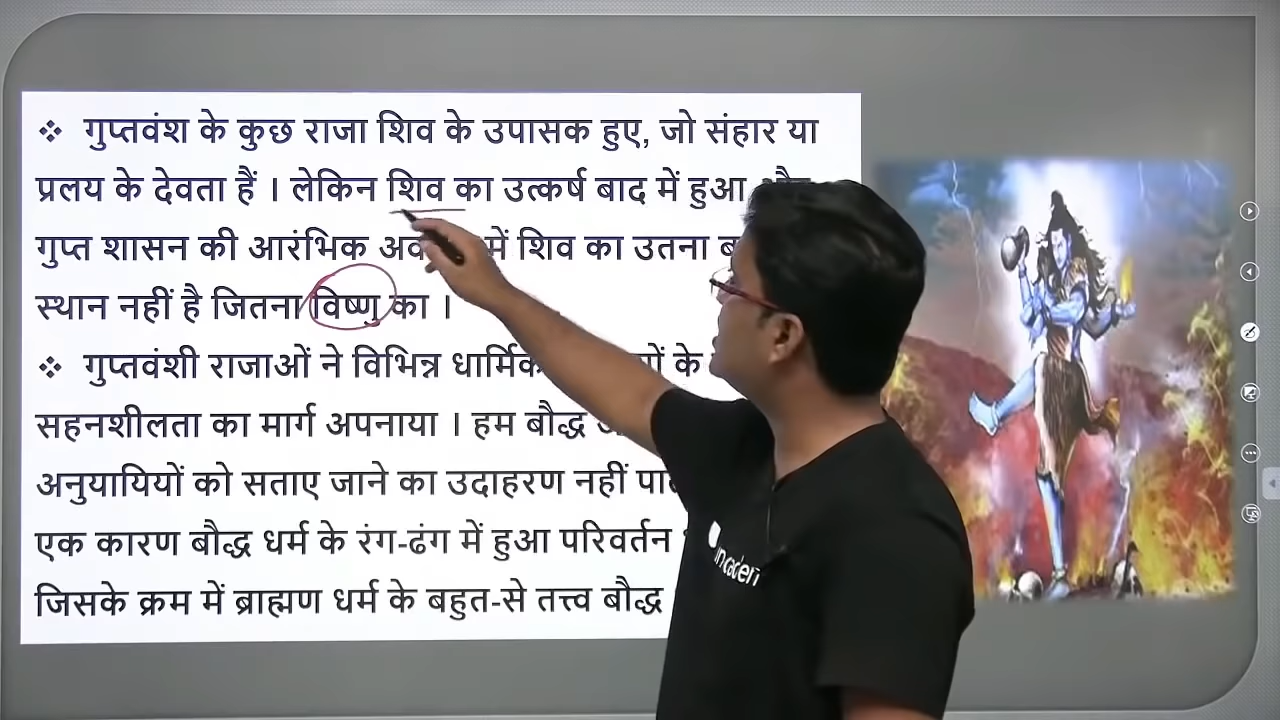 ❖ गुप्तवंश के कुछ राजा शिव के उपासक हुए, जो संहार या
प्रलय के देवता हैं । लेकिन शिव का उत्कर्ष बाद में हुआ और
गुप्त शासन की आरंभिक में शिव का उतना
स्थान नहीं है जितना विष्णु का ।
❖ गुप्तवंशी राजाओं ने विभिन्न धार्मिक के
सहनशीलता का मार्ग अपनाया । हम बौद्ध
अनुयायियों को सताए जाने का उदाहरण नहीं
एक कारण बौद्ध धर्म के रंग-ढंग में हुआ परिवर्तन
जिसके क्रम में ब्राह्मण धर्म के बहुत-से तत्त्व बौद्ध